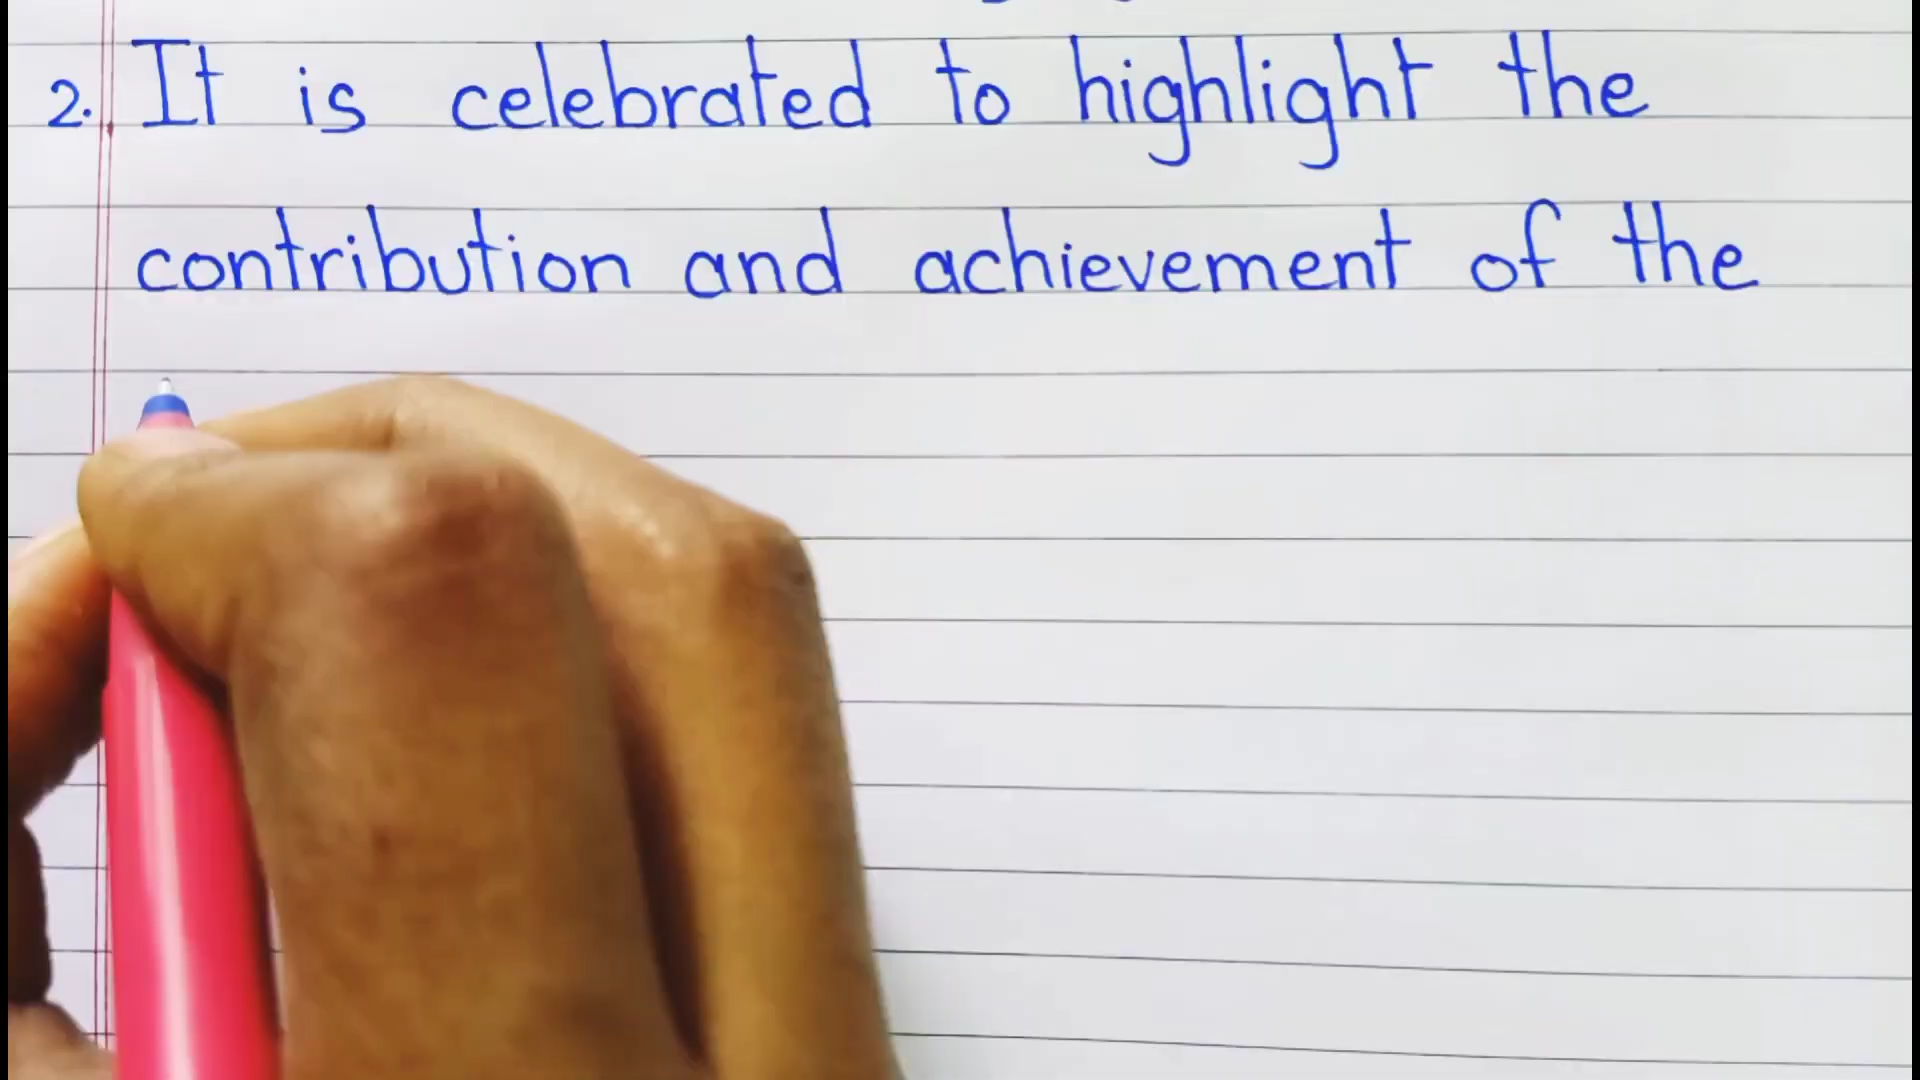 2. It is celebrated to highlight the
contribution and achievement of the